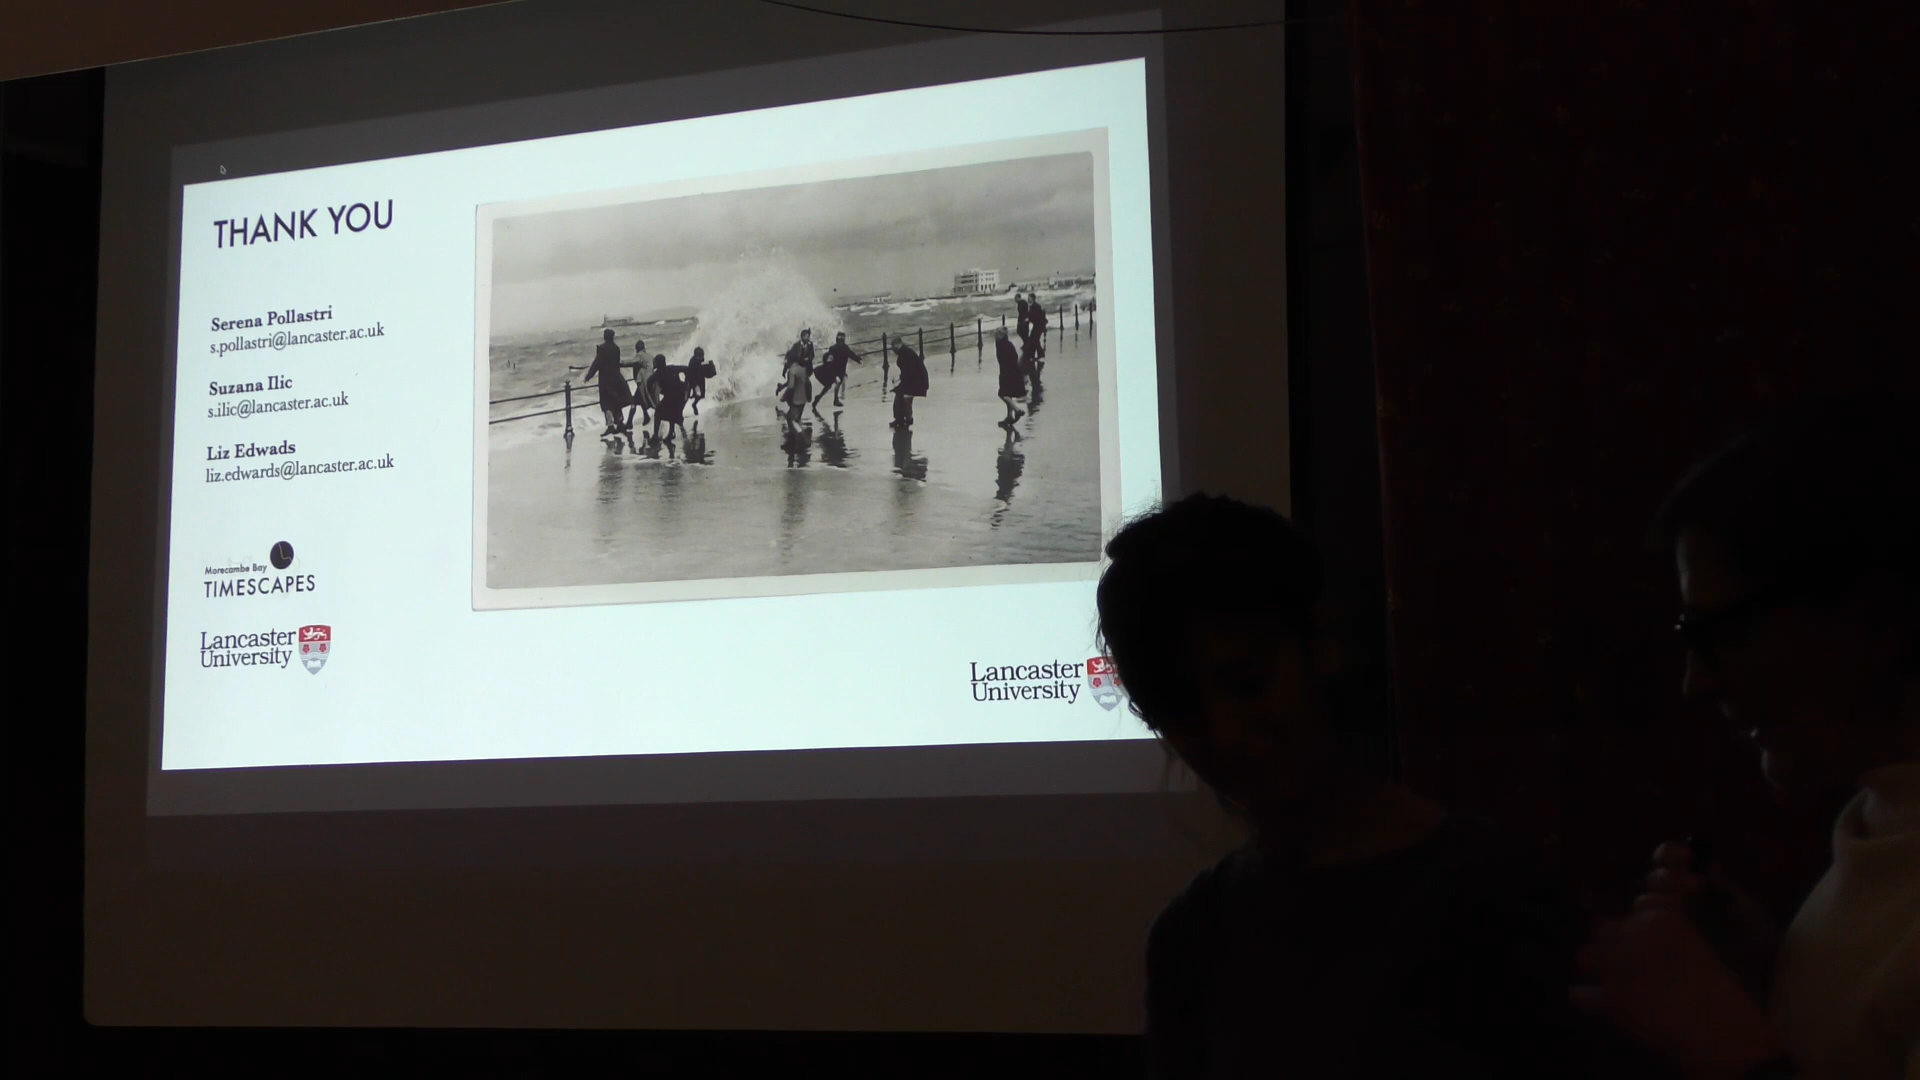 THANK YOU
Serena Pollastri
s.pollastri@lancaster.ac.uk
Suzana Ilic
s.ilic@lancaster.ac.uk
Liz Edwads
liz.edwards@lancaster.ac.uk
Morecambe Bay
TIMESCAPES
Lancaster
University
Lancaster
University